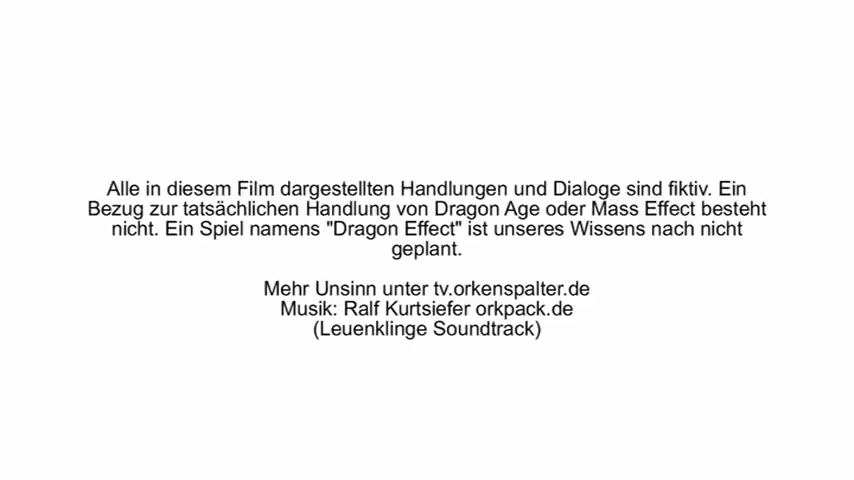 Alle in diesem Film dargestellten Handlungen und Dialoge sind fiktiv. Ein
Bezug zur tatsächlichen Handlung von Dragon Age oder Mass Effect besteht
nicht. Ein Spiel namens "Dragon Effect" ist unseres Wissens nach nicht
geplant.
Mehr Unsinn unter tv.orkenspalter.de
Musik: Ralf Kurtsiefer orkpack.de
(Leuenklinge Soundtrack)